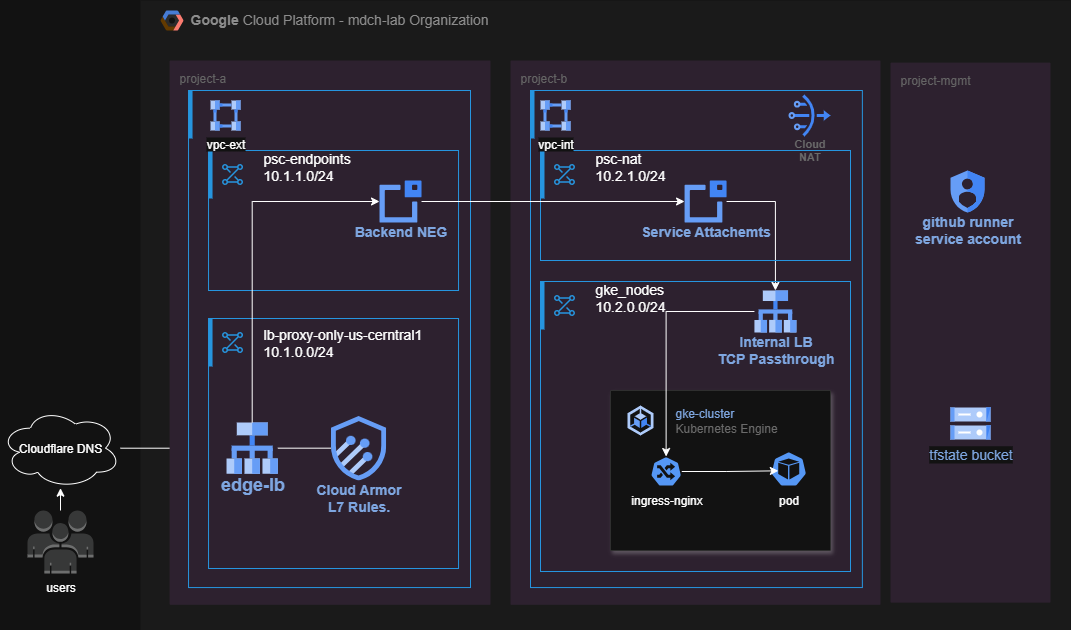 Google Cloud Platform - mdch-lab Organization
project-a
vpc-ext
psc-endpoints
10.1.1.0/24
Backend NEG
lb-proxy-only-us-cerntral1
10.1.0.0/24
edge-lb
Cloud Armor
L7 Rules.
Cloudflare DNS
users
project-b
vpc-int
Cloud
NAT
psc-nat
10.2.1.0/24
Service Attachemts
gke_nodes
10.2.0.0/24
Internal LB
TCP Passthrough
gke-cluster
Kubernetes Engine
ingress-nginx
pod
project-mgmt
github runner
service account
tfstate bucket